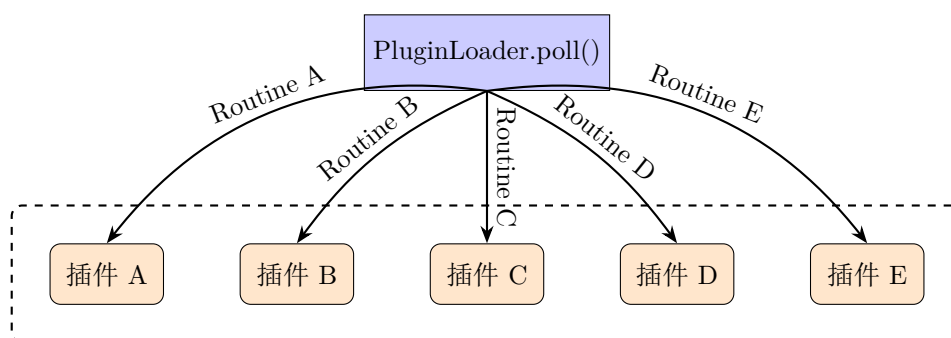 PluginLoader.poll()
Routine A
Routine B
Routine C
Routine D
Routine E
插件 A
插件 B
插件 C
插件 D
插件 E